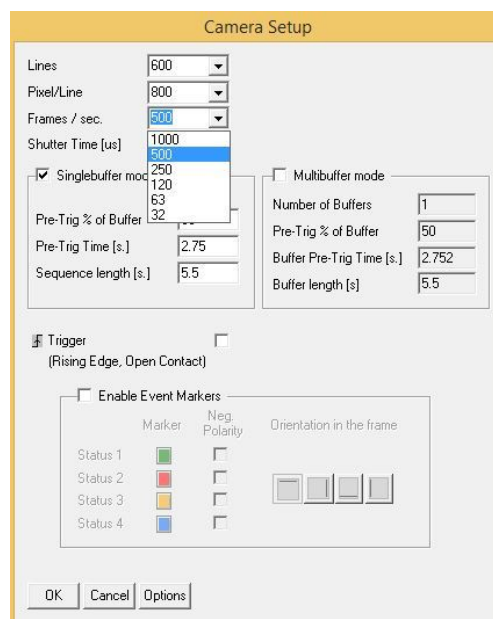 Camera Setup
Lines 600
Pixel/Line 800
Frames / sec. 500
Shutter Time [us] 1000
500
250
120
63
32
Singlebuffer
Pre-Trig % of Buffer
Pre-Trig Time [s.] 2.75
Sequence length [s.] 5.5
Multibuffer mode
Number of Buffers 1
Pre-Trig % of Buffer 50
Buffer Pre-Trig Time [s.] 2.752
Buffer length [s] 5.5
Trigger
(Rising Edge, Open Contact)
Enable Event Markers
Marker Neg. Polarity Orientation in the frame
Status 1
Status 2
Status 3
Status 4
OK Cancel Options